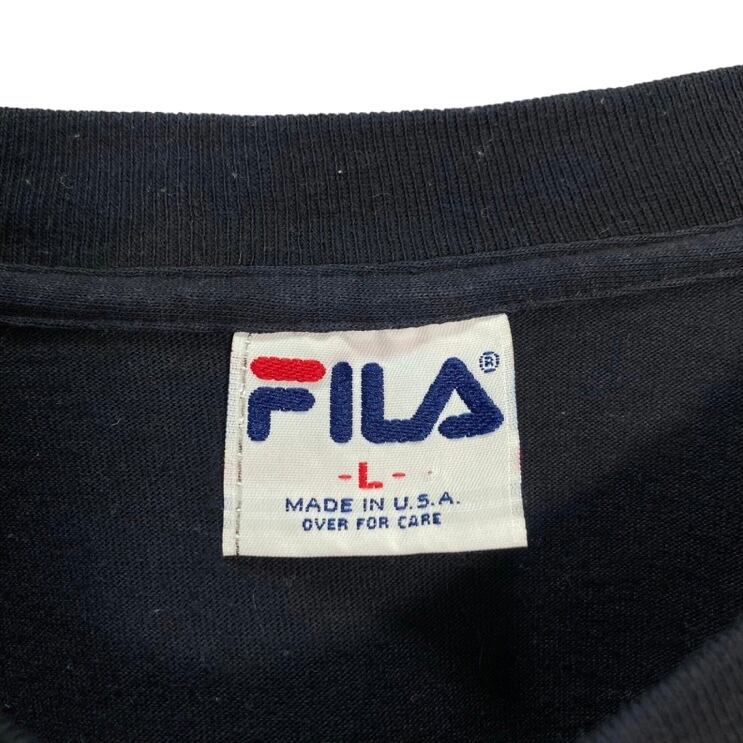 FILA®
-L-
MADE IN U.S.A.
OVER FOR CARE